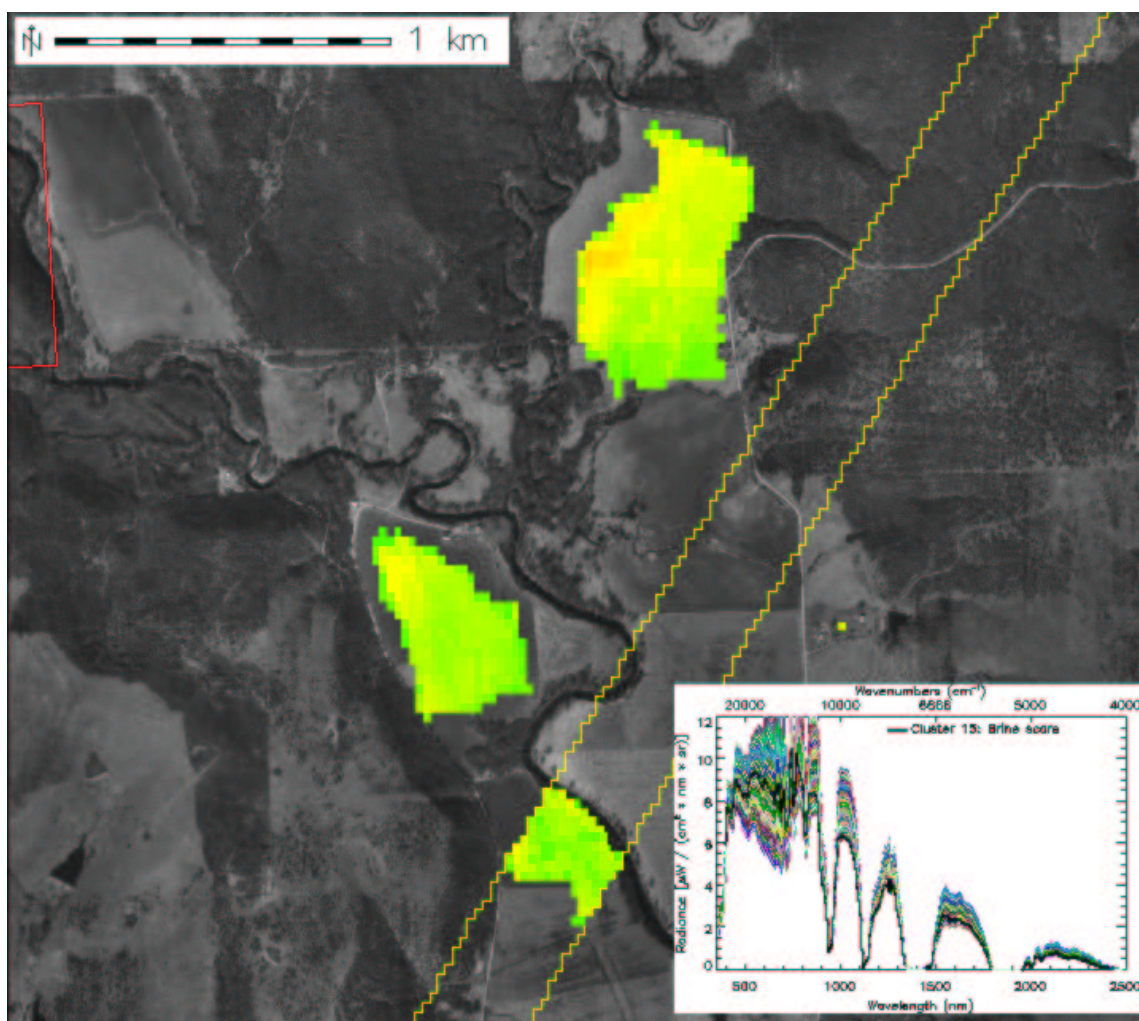 N
1 km
Wavenumbers (cm⁻¹)
20000 10000 6666 5000 4000
Cluster 15: Brine scars
12
10
8
6
4
2
0
Radiance [μW / (cm² * nm * sr)]
500 1000 1500 2000 2500
Wavelength (nm)